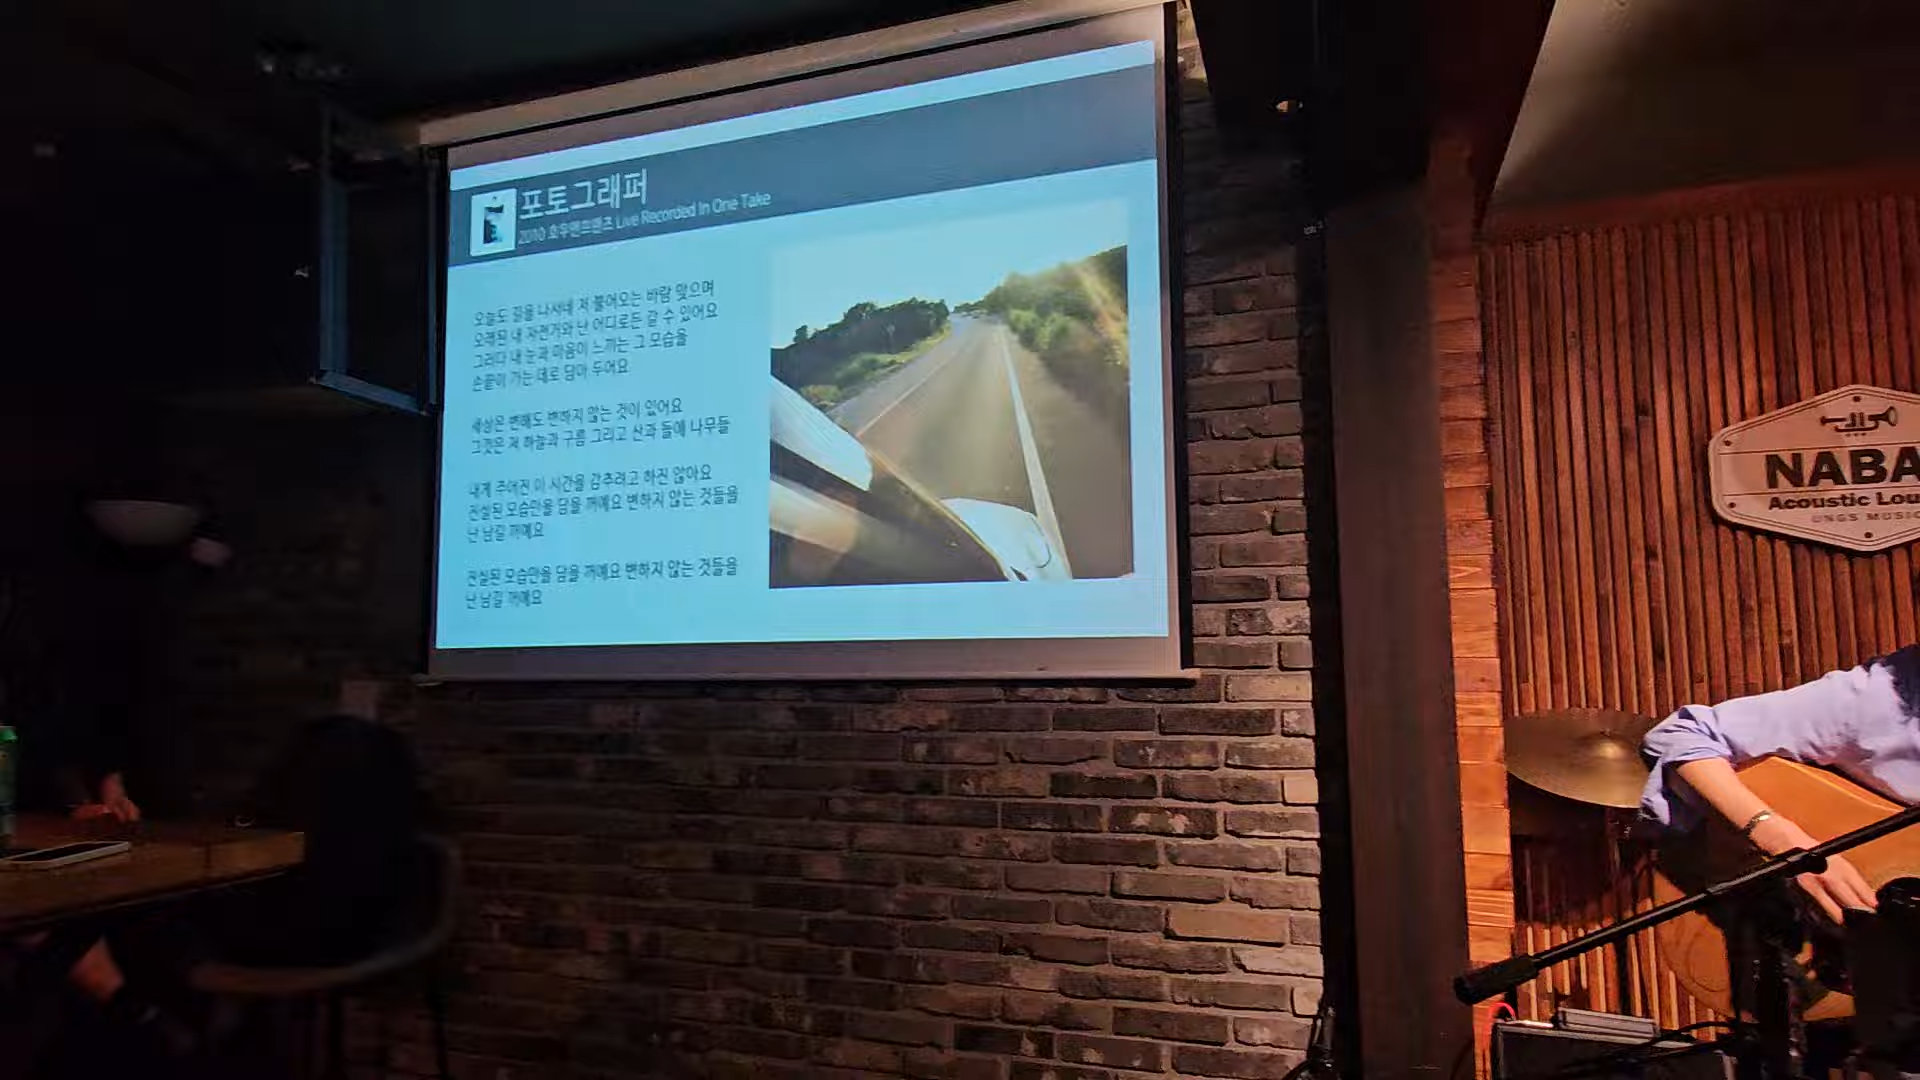 포토그래퍼
2010 호우앤프렌즈 Live Recorded In One Take
오늘도 길을 나서네 저 불어오는 바람 맞으며
오래된 내 자전거와 난 어디로든 갈 수 있어요
그러다 내 눈과 마음이 느끼는 그 모습을
손끝이 가는 데로 담아 두어요
세상은 변해도 변하지 않는 것이 있어요
그것은 저 하늘과 구름 그리고 산과 들에 나무들
내게 주어진 이 시간을 감추려고 하진 않아요
진실된 모습만을 담을 꺼예요 변하지 않는 것들을
난 남길 꺼예요
진실된 모습만을 담을 꺼예요 변하지 않는 것들을
난 남길 꺼예요
NABA
Acoustic Lou
UNGS MUSIC